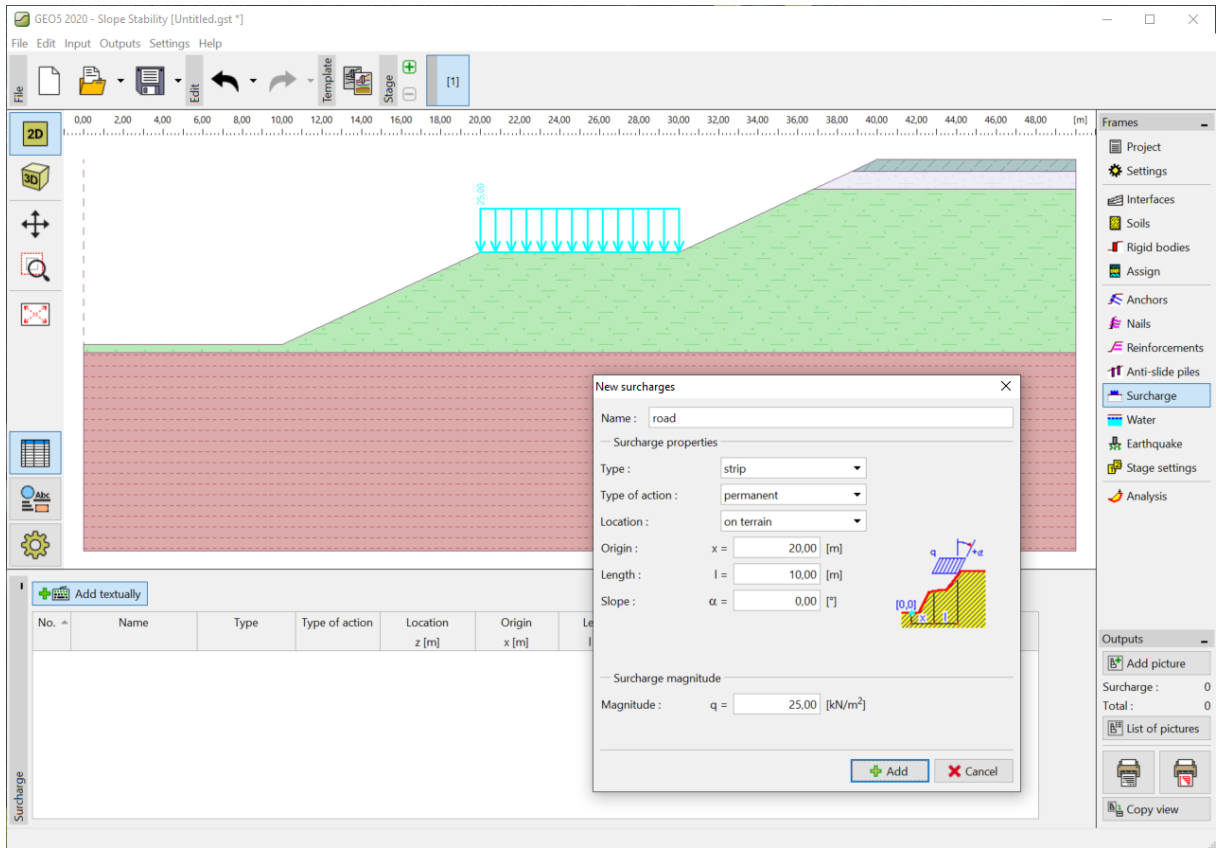 GEO5 2020 - Slope Stability [Untitled.gst *]
File Edit Input Outputs Settings Help
File
Edit
Template
Stage
[1]
2D
3D
0,00 2,00 4,00 6,00 8,00 10,00 12,00 14,00 16,00 18,00 20,00 22,00 24,00 26,00 28,00 30,00 32,00 34,00 36,00 38,00 40,00 42,00 44,00 46,00 48,00 [m]
25,00
Abc
Frames
Project
Settings
Interfaces
Soils
Rigid bodies
Assign
Anchors
Nails
Reinforcements
Anti-slide piles
Surcharge
Water
Earthquake
Stage settings
Analysis
New surcharges
Name : road
Surcharge properties
Type : strip
Type of action : permanent
Location : on terrain
Origin : x = 20,00 [m]
Length : l = 10,00 [m]
Slope : α = 0,00 [°]
q +α
[0,0]
x l
Surcharge magnitude
Magnitude : q = 25,00 [kN/m²]
Add Cancel
Add textually
No. Name Type Type of action Location Origin Le
z [m] x [m] l
Surcharge
Outputs
Add picture
Surcharge : 0
Total : 0
List of pictures
Copy view